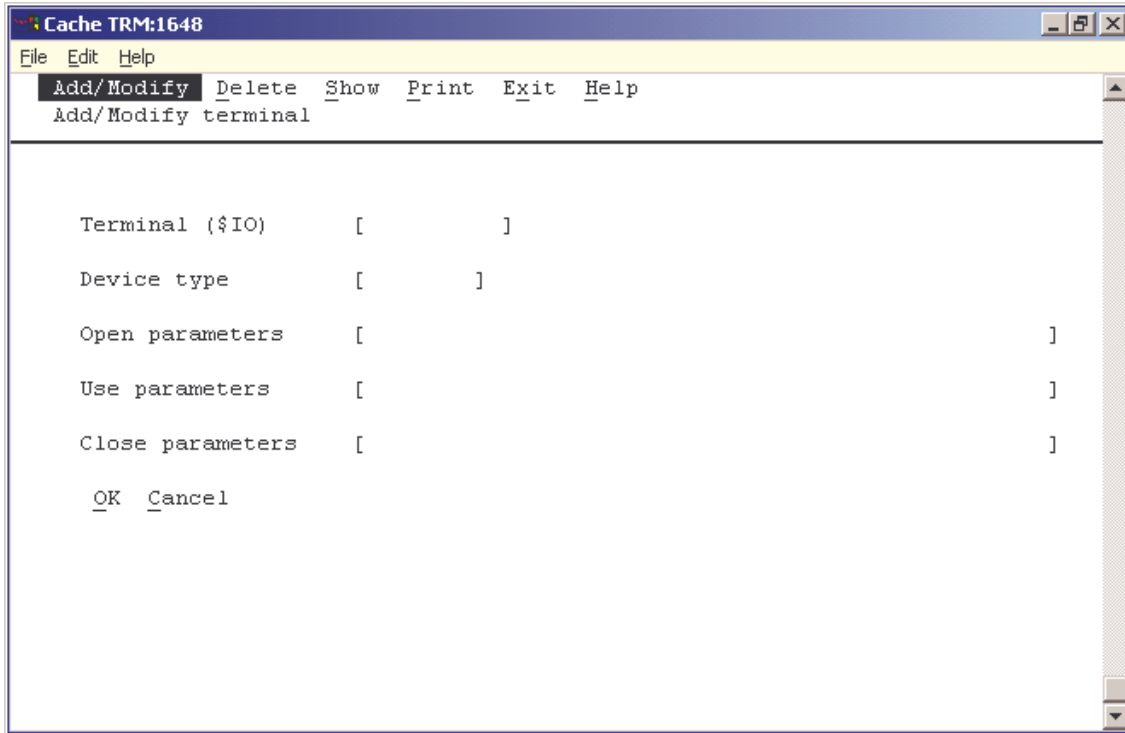 Cache TRM:1648
File Edit Help
Add/Modify Delete Show Print Exit Help
Add/Modify terminal
Terminal ($IO) [ ]
Device type [ ]
Open parameters [ ]
Use parameters [ ]
Close parameters [ ]
OK Cancel